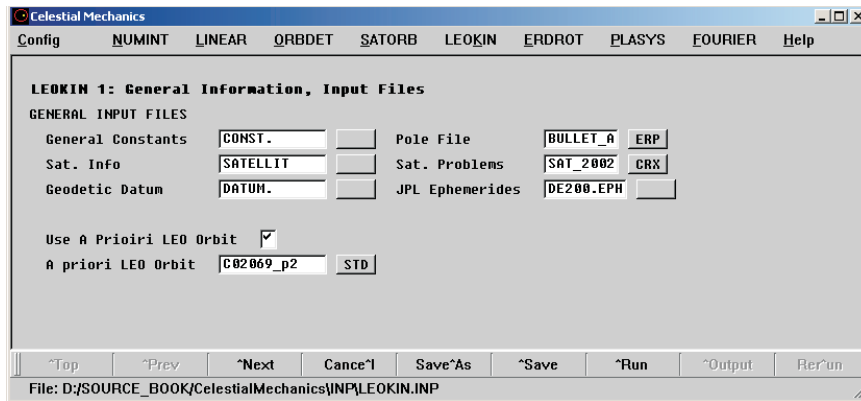 Celestial Mechanics
Config NUMINT LINEAR ORBDET SATORB LEOKIN ERDROT PLASYS FOURIER Help
LEOKIN 1: General Information, Input Files
GENERAL INPUT FILES
General Constants CONST. Pole File BULLET_A ERP
Sat. Info SATELLIT Sat. Problems SAT_2002 CRX
Geodetic Datum DATUM. JPL Ephemerides DE200.EPH
Use A Prioiri LEO Orbit
A priori LEO Orbit C02069_p2 STD
^Top ^Prev ^Next Cance^l Save^As ^Save ^Run ^Output Rer^un
File: D:/SOURCE_BOOK/CelestialMechanics\INP\LEOKIN.INP